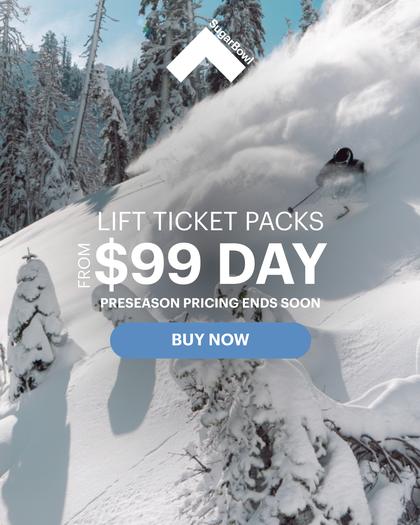 SugarBowl
LIFT TICKET PACKS
FROM $99 DAY
PRESEASON PRICING ENDS SOON
BUY NOW